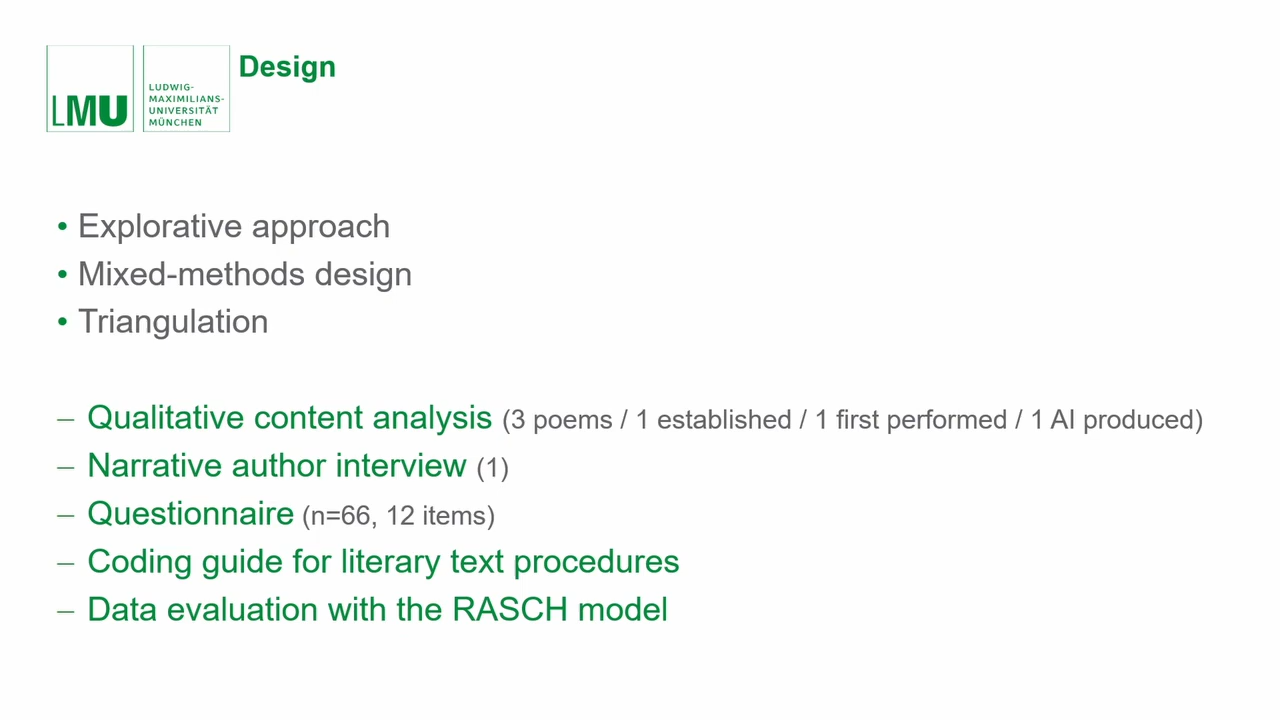 LMU
LUDWIG-
MAXIMILIANS-
UNIVERSITÄT
MÜNCHEN
Design
• Explorative approach
• Mixed-methods design
• Triangulation
– Qualitative content analysis (3 poems / 1 established / 1 first performed / 1 AI produced)
– Narrative author interview (1)
– Questionnaire (n=66, 12 items)
– Coding guide for literary text procedures
– Data evaluation with the RASCH model